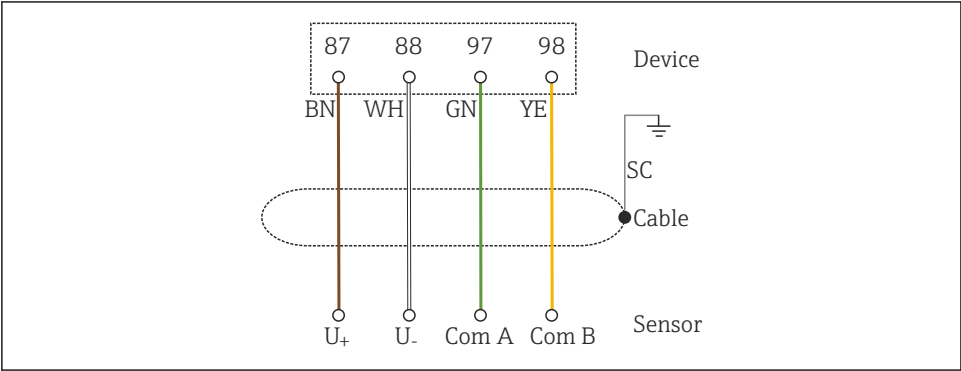 87 88 97 98
Device
BN WH GN YE
SC
Cable
U+ U- Com A Com B
Sensor